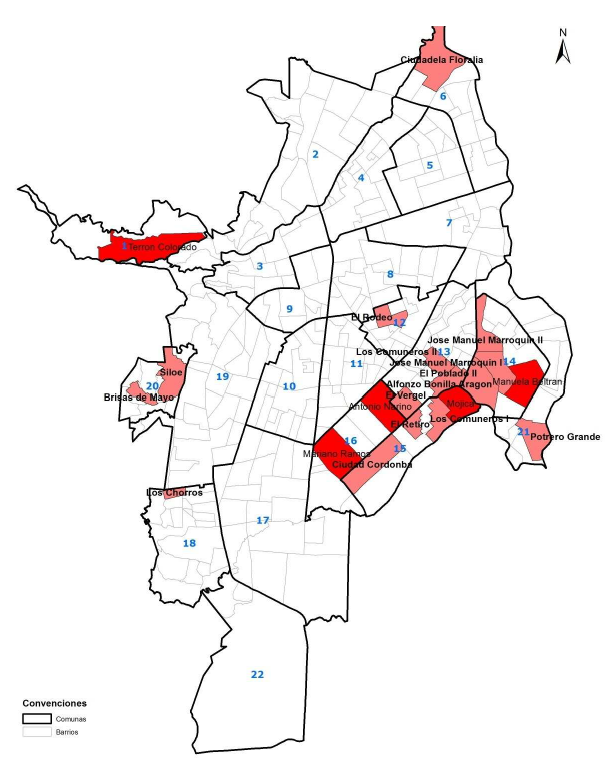 N
Ciudadela Floralia
6
2
5
4
7
1
Terron Colorado
3
8
9
El Rodeo
12
Jose Manuel Marroquin II
Los Comuneros II
13
11
Jose Manuel Marroquin I
14
Siloe
El Poblado II
19
20
10
Alfonzo Bonilla Aragon
Manuela Beltran
Brisas de Mayo
El Vergel
Antonio Narino
Mojica
Los Comuneros I
El Retiro
21
Potrero Grande
16
15
Mariano Ramos
Ciudad Cordonba
Los Chorros
17
18
22
Convenciones
Comunas
Barrios